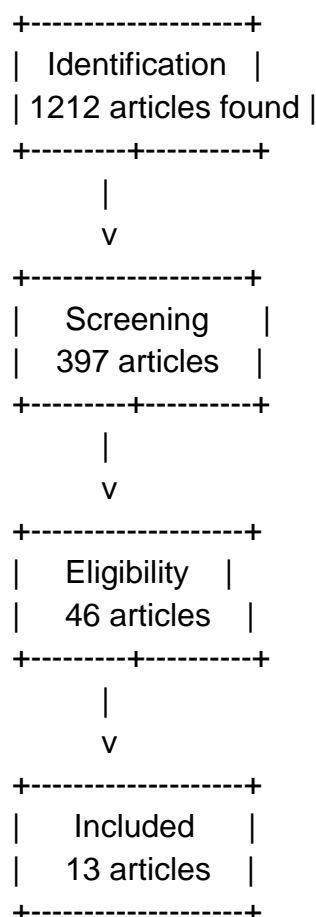 +---------------------+
| Identification |
| 1212 articles found |
+---------+----------+
|
v
+---------------------+
| Screening |
| 397 articles |
+---------+----------+
|
v
+---------------------+
| Eligibility |
| 46 articles |
+---------+----------+
|
v
+---------------------+
| Included |
| 13 articles |
+---------------------+